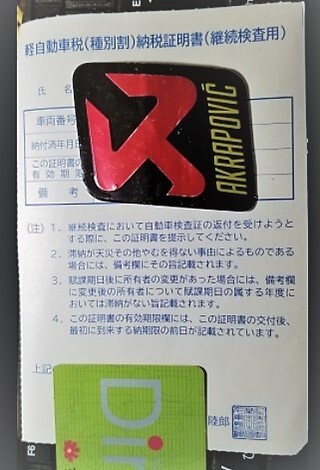 軽自動車税(種別割)納税証明書(継続検査用)
氏 名
車両番号
納付済年月日
この証明書の
有効期限
備 考
AKRAPOVIČ
(注) 1. 継続検査において自動車検査証の返付を受けようと
する際に、この証明書を提示してください。
2. 滞納が天災その他やむを得ない事由によるものである
場合には、備考欄にその旨記載されます。
3. 賦課期日後に所有者の変更があった場合には、備考欄
に変更後の所有者について賦課期日の属する年度に
おいては滞納がない旨記載されます。
4. この証明書の有効期限欄には、この証明書の交付後、
最初に到来する納期限の前日が記載されています。
上記
陸郎
Dir
F6